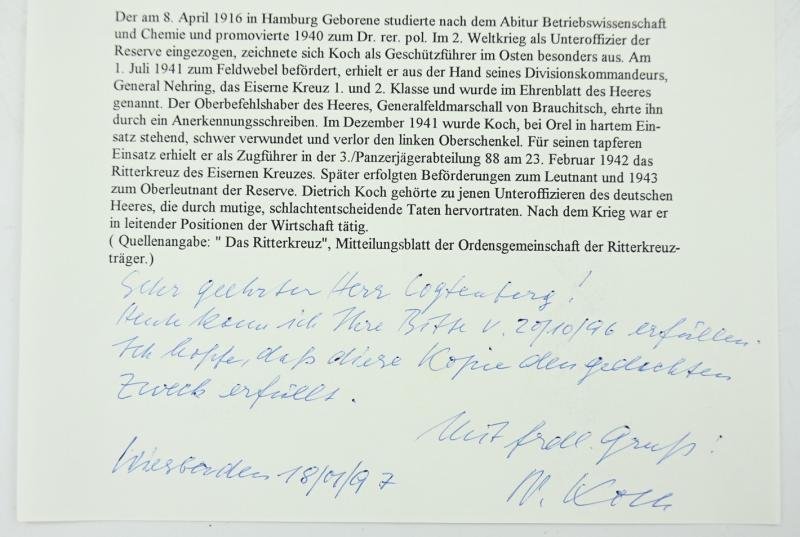 Der am 8. April 1916 in Hamburg Geborene studierte nach dem Abitur Betriebswissenschaft
und Chemie und promovierte 1940 zum Dr. rer. pol. Im 2. Weltkrieg als Unteroffizier der
Reserve eingezogen, zeichnete sich Koch als Geschützführer im Osten besonders aus. Am
1. Juli 1941 zum Feldwebel befördert, erhielt er aus der Hand seines Divisionskommandeurs,
General Nehring, das Eiserne Kreuz 1. und 2. Klasse und wurde im Ehrenblatt des Heeres
genannt. Der Oberbefehlshaber des Heeres, Generalfeldmarschall von Brauchitsch, ehrte ihn
durch ein Anerkennungsschreiben. Im Dezember 1941 wurde Koch, bei Orel in hartem Ein-
satz stehend, schwer verwundet und verlor den linken Oberschenkel. Für seinen tapferen
Einsatz erhielt er als Zugführer in der 3./Panzerjägerabteilung 88 am 23. Februar 1942 das
Ritterkreuz des Eisernen Kreuzes. Später erfolgten Beförderungen zum Leutnant und 1943
zum Oberleutnant der Reserve. Dietrich Koch gehörte zu jenen Unteroffizieren des deutschen
Heeres, die durch mutige, schlachtentscheidende Taten hervortraten. Nach dem Krieg war er
in leitender Positionen der Wirtschaft tätig.
( Quellenangabe: " Das Ritterkreuz", Mitteilungsblatt der Ordensgemeinschaft der Ritterkreuz-
träger.)
Sehr geehrter Herr Cogtenberg!
Heute kann ich Ihre Bitte v. 20/10/96 erfüllen.
Ich hoffe, daß diese Kopie den gedachten
Zweck erfüllt.
Mit frdl. Gruß:
Wiesbaden 18/01/97
Koch